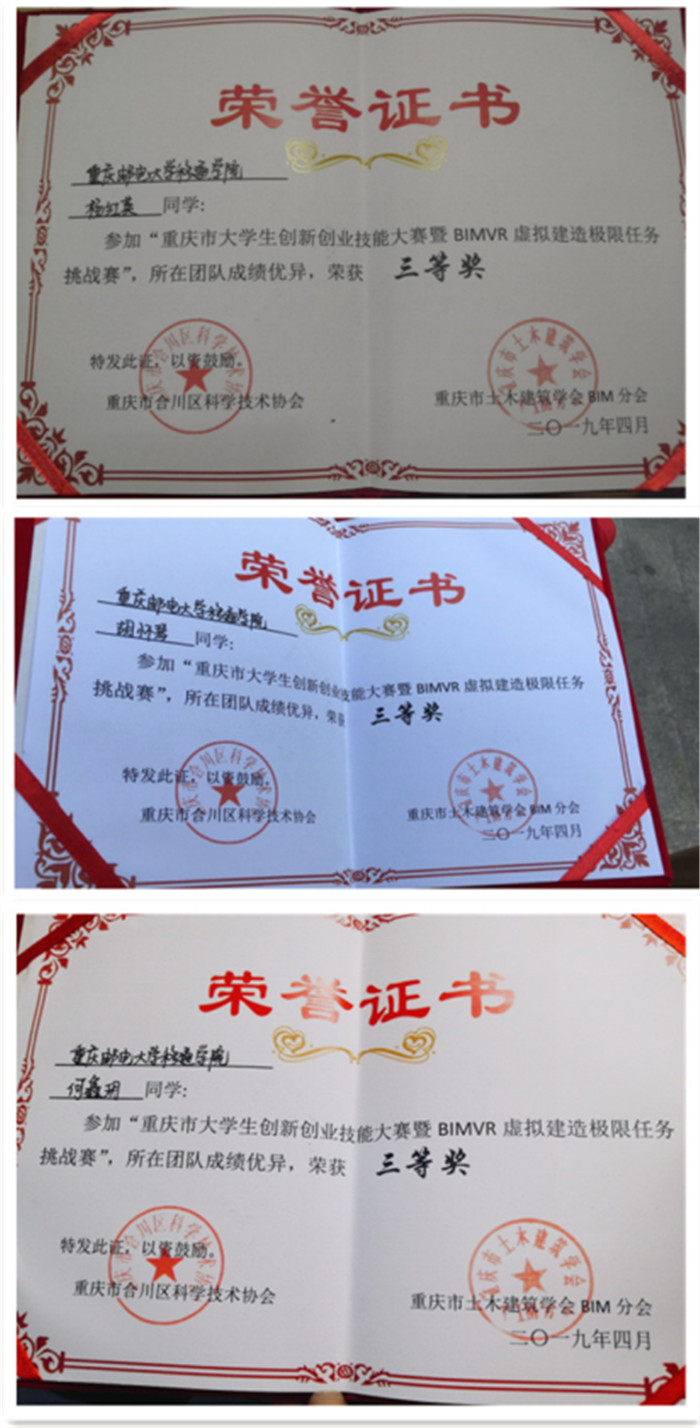 荣誉证书
重庆邮电大学移通学院
杨红英 同学:
参加“重庆市大学生创新创业技能大赛暨 BIMVR 虚拟建造极限任务
挑战赛”，所在团队成绩优异，荣获 三等奖
特发此证，以资鼓励。
重庆市合川区科学技术协会
重庆市土木建筑学会 BIM 分会
二〇一九年四月
荣誉证书
重庆邮电大学移通学院
同学:
参加“重庆市大学生创新创业技能大赛暨 BIMVR 虚拟建造极限任务
挑战赛”，所在团队成绩优异，荣获 三等奖
特发此证，以资鼓励。
重庆市合川区科学技术协会
重庆市土木建筑学会 BIM 分会
二〇一九年四月
荣誉证书
重庆邮电大学移通学院
何鑫玥 同学:
参加“重庆市大学生创新创业技能大赛暨 BIMVR 虚拟建造极限任务
挑战赛”，所在团队成绩优异，荣获 三等奖
特发此证，以资鼓励。
重庆市合川区科学技术协会
重庆市土木建筑学会 BIM 分会
二〇一九年四月